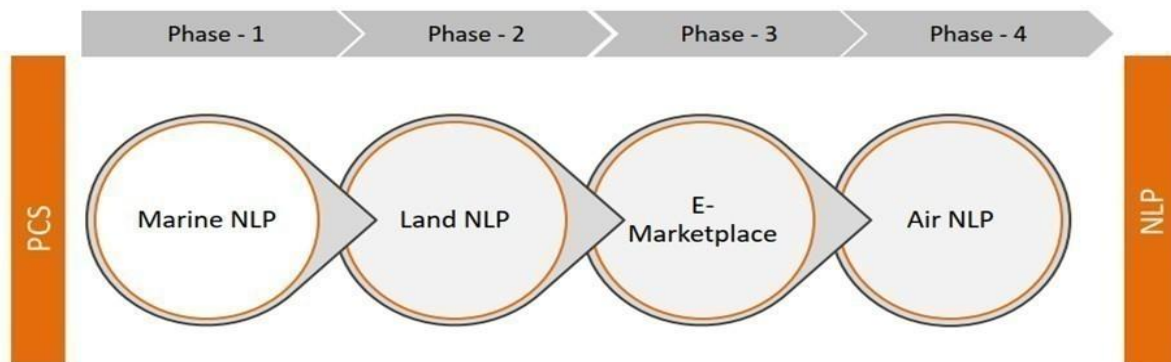 Phase - 1
Phase - 2
Phase - 3
Phase - 4
PCS
Marine NLP
Land NLP
E-
Marketplace
Air NLP
NLP